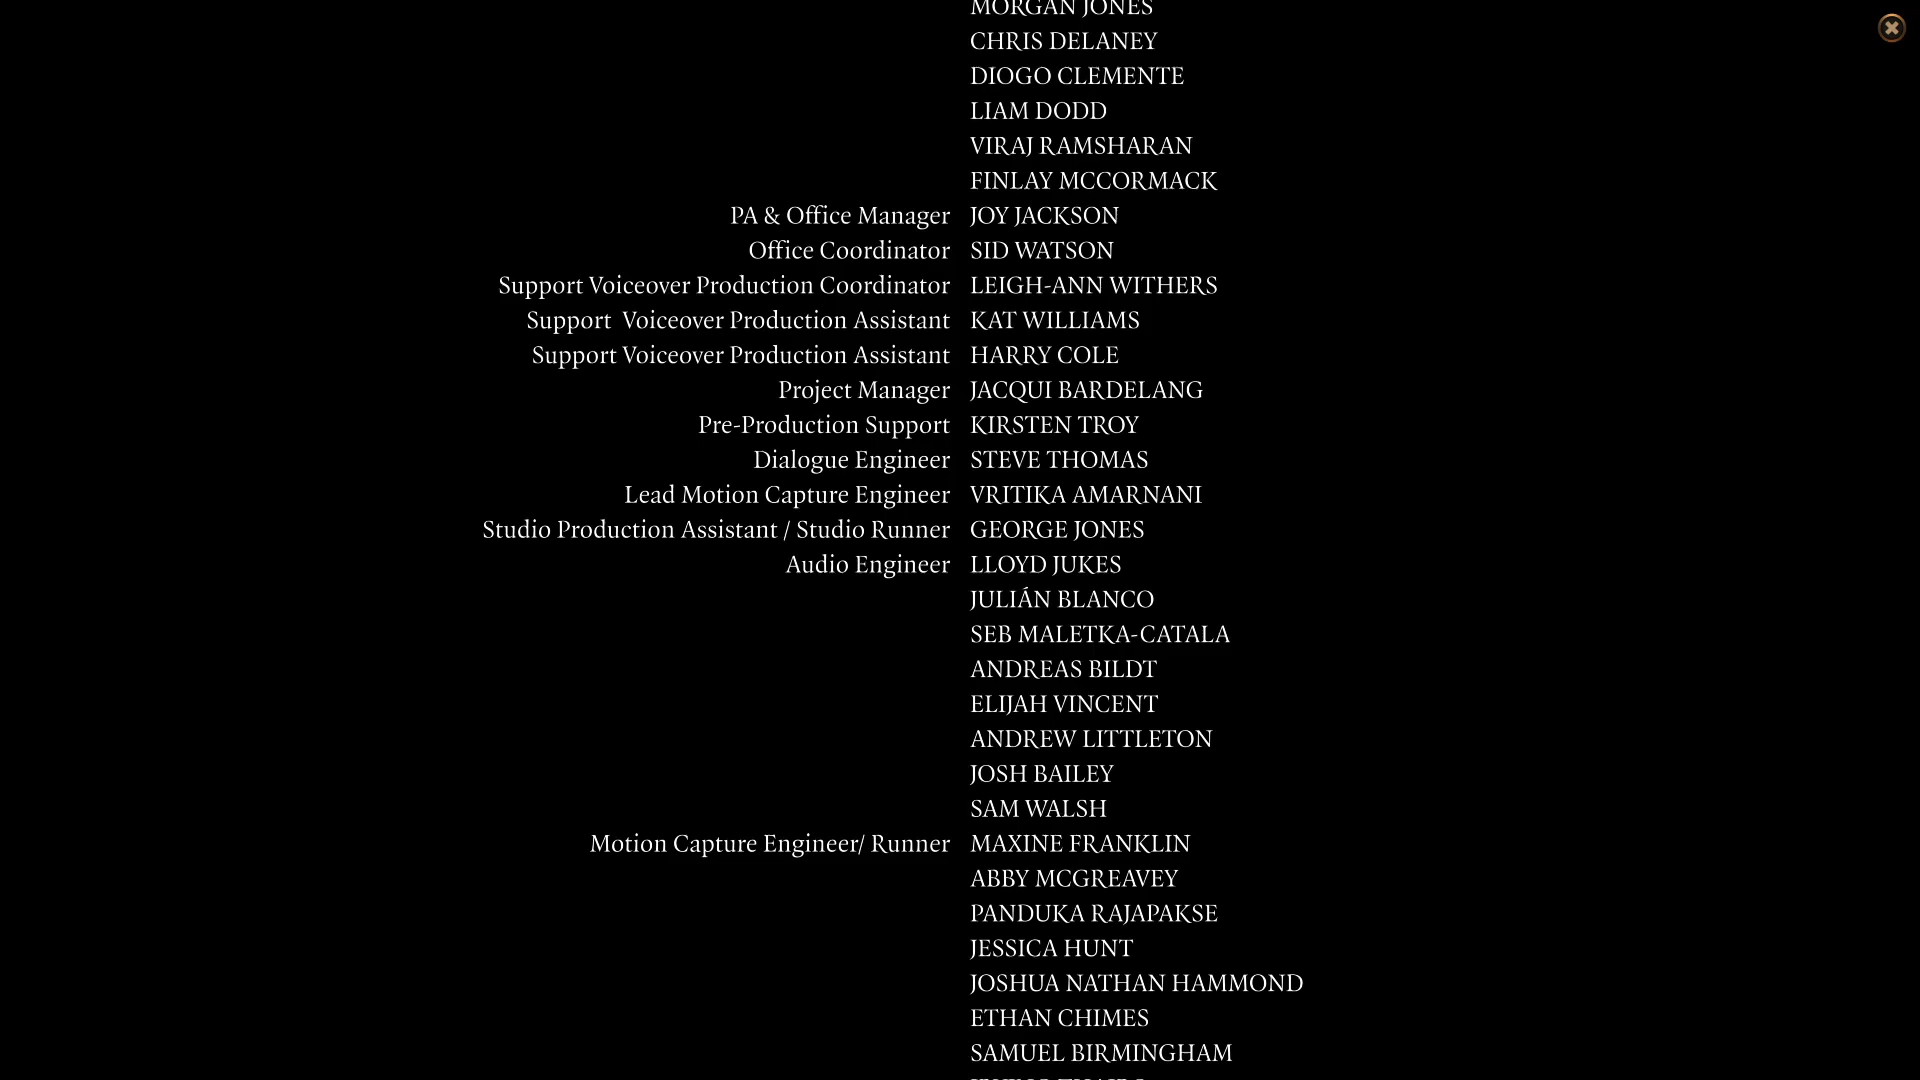 MORGAN JONES
CHRIS DELANEY
DIOGO CLEMENTE
LIAM DODD
VIRAJ RAMSHARAN
FINLAY MCCORMACK
PA & Office Manager JOY JACKSON
Office Coordinator SID WATSON
Support Voiceover Production Coordinator LEIGH-ANN WITHERS
Support  Voiceover Production Assistant KAT WILLIAMS
Support Voiceover Production Assistant HARRY COLE
Project Manager JACQUI BARDELANG
Pre-Production Support KIRSTEN TROY
Dialogue Engineer STEVE THOMAS
Lead Motion Capture Engineer VRITIKA AMARNANI
Studio Production Assistant / Studio Runner GEORGE JONES
Audio Engineer LLOYD JUKES
JULIÁN BLANCO
SEB MALETKA-CATALA
ANDREAS BILDT
ELIJAH VINCENT
ANDREW LITTLETON
JOSH BAILEY
SAM WALSH
Motion Capture Engineer/ Runner MAXINE FRANKLIN
ABBY MCGREAVEY
PANDUKA RAJAPAKSE
JESSICA HUNT
JOSHUA NATHAN HAMMOND
ETHAN CHIMES
SAMUEL BIRMINGHAM